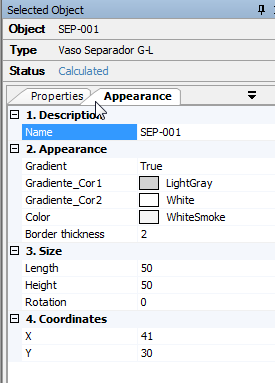 Selected Object
Object SEP-001
Type Vaso Separador G-L
Status Calculated
Properties Appearance
1. Description
Name SEP-001
2. Appearance
Gradient True
Gradiente_Cor1 LightGray
Gradiente_Cor2 White
Color WhiteSmoke
Border thickness 2
3. Size
Length 50
Height 50
Rotation 0
4. Coordinates
X 41
Y 30